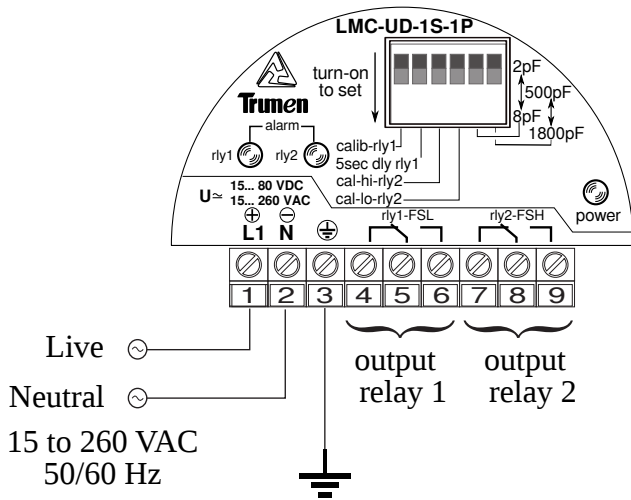 LMC-UD-1S-1P
turn-on
to set
2pF
500pF
8pF
1800pF
Trumen
alarm
rly1
rly2
calib-rly1
5sec dly rly1
cal-hi-rly2
cal-lo-rly2
U≃
15... 80 VDC
15... 260 VAC
⊕ ⊖
L1 N
rly1-FSL
rly2-FSH
power
1 2 3 4 5 6 7 8 9
Live
Neutral
15 to 260 VAC
50/60 Hz
output
relay 1
output
relay 2